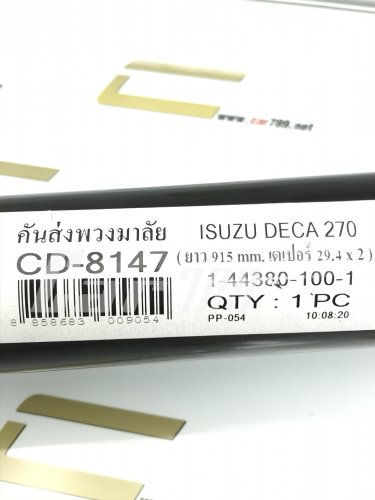 www.car789.net
คันส่งพวงมาลัย ISUZU DECA 270
CD-8147 ( ยาว 915 mm. เตเปอร์ 29.4 x 2 )
1-44380-100-1
QTY : 1 PC
8 858683 009054 PP-054 10:08:20